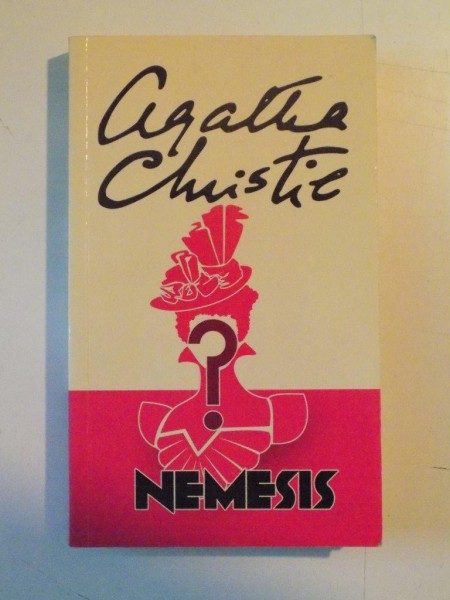 Agatha
Christie
?
NEMESIS